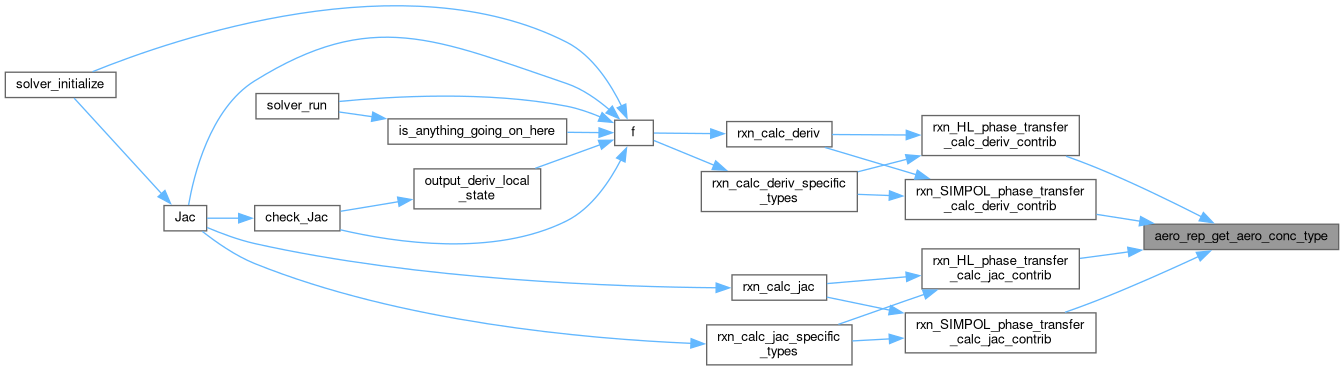 solver_initialize
solver_run
is_anything_going_on_here
f
rxn_calc_deriv
rxn_HL_phase_transfer
_calc_deriv_contrib
output_deriv_local
_state
rxn_calc_deriv_specific
_types
rxn_SIMPOL_phase_transfer
_calc_deriv_contrib
Jac
check_Jac
aero_rep_get_aero_conc_type
rxn_HL_phase_transfer
_calc_jac_contrib
rxn_calc_jac
rxn_SIMPOL_phase_transfer
_calc_jac_contrib
rxn_calc_jac_specific
_types